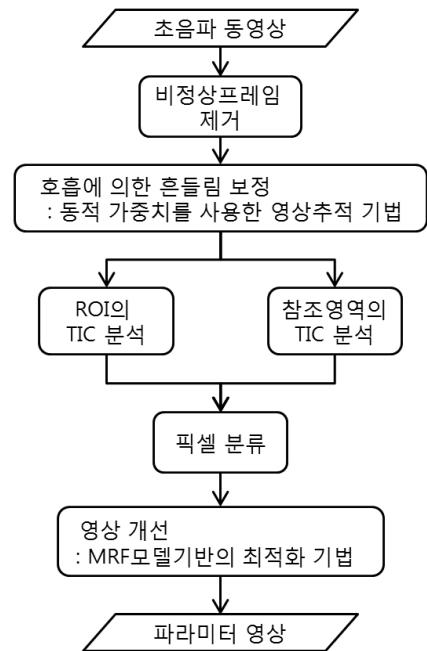 초음파 동영상
비정상프레임
제거
호흡에 의한 흔들림 보정
: 동적 가중치를 사용한 영상추적 기법
ROI의
TIC 분석
참조영역의
TIC 분석
픽셀 분류
영상 개선
: MRF모델기반의 최적화 기법
파라미터 영상